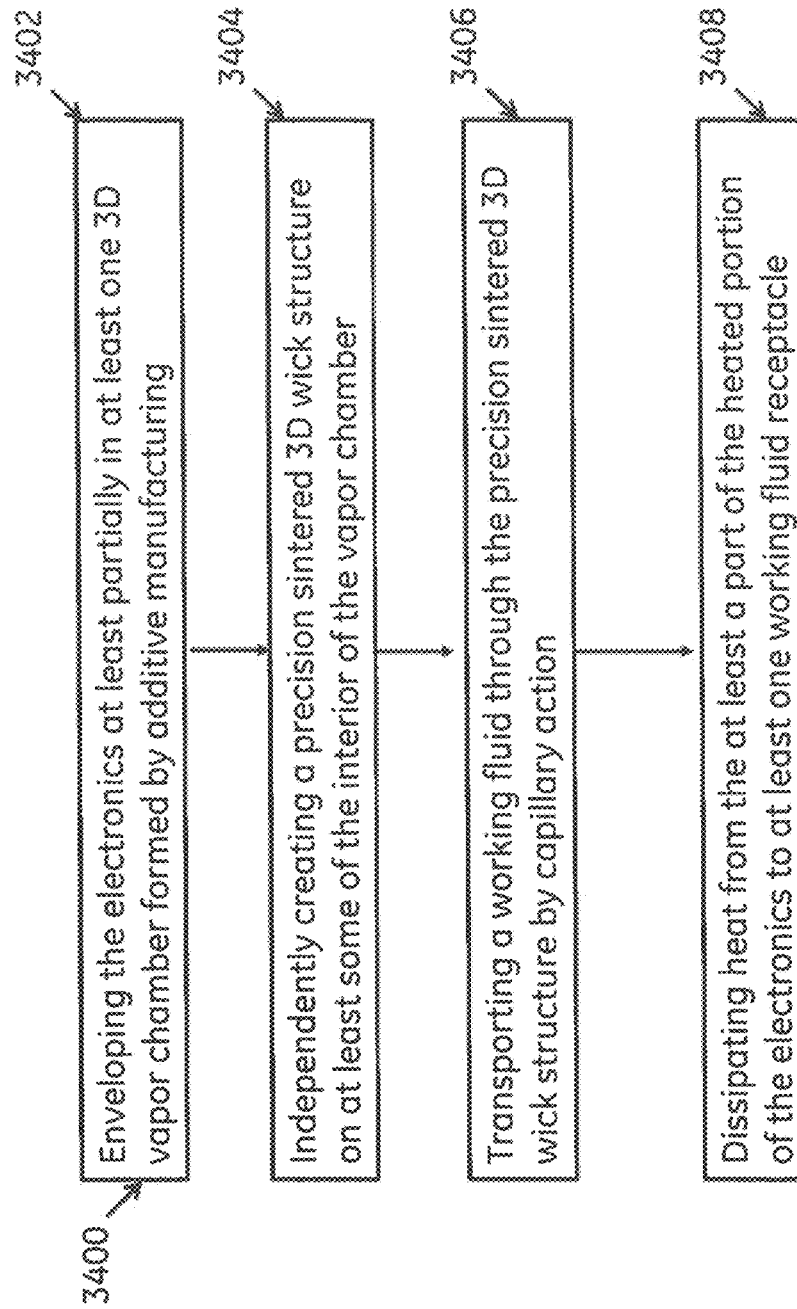 3400
3402
Enveloping the electronics at least partially in at least one 3D
vapor chamber formed by additive manufacturing
3404
Independently creating a precision sintered 3D wick structure
on at least some of the interior of the vapor chamber
3406
Transporting a working fluid through the precision sintered 3D
wick structure by capillary action
3408
Dissipating heat from the at least a part of the heated portion
of the electronics to at least one working fluid receptacle